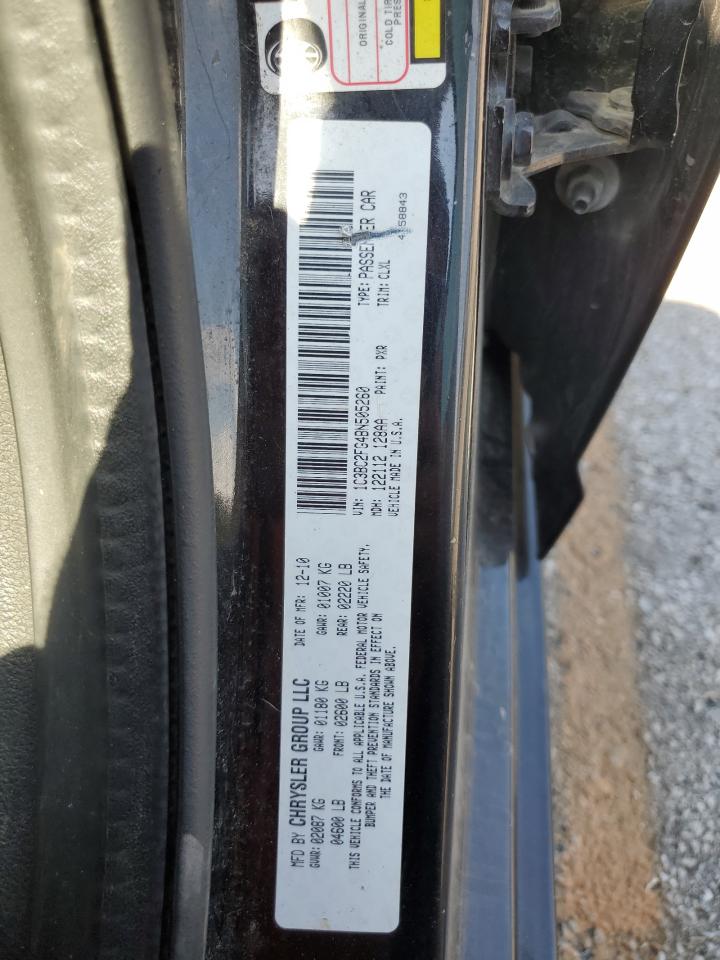 ORIGINAL
COLD TIR
PRES
MFD BY CHRYSLER GROUP LLC
DATE OF MFR: 12-10
GVWR: 02087 KG
GAWR: 01180 KG
GAWR: 01007 KG
04600 LB
FRONT: 02600 LB
REAR: 02220 LB
THIS VEHICLE CONFORMS TO ALL APPLICABLE U.S.A. FEDERAL MOTOR VEHICLE SAFETY,
BUMPER AND THEFT PREVENTION STANDARDS IN EFFECT ON
THE DATE OF MANUFACTURE SHOWN ABOVE.
VIN: 1C3BC2FG4BN505260
TYPE: PASSENGER CAR
MDH: 122112 128AA
PAINT: PXR
TRIM: CLXL
VEHICLE MADE IN U.S.A.